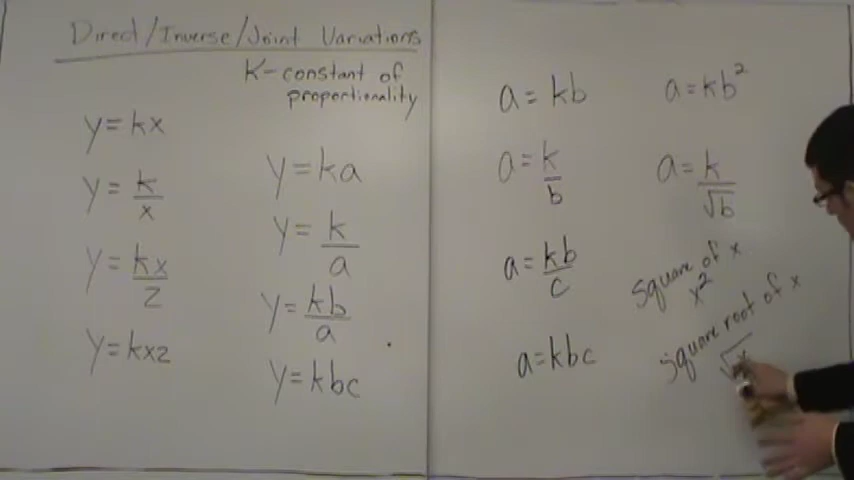 Direct/Inverse/Joint Variations
K-constant of
proportionality
y=kx
y=k/x
y=kx/z
y=kxz
y=ka
y=k/a
y=kb/a
y=kbc
a=kb
a=k/b
a=kb/c
a=kbc
a=kb²
a=k/√b
square of x
x²
square root of x
√x